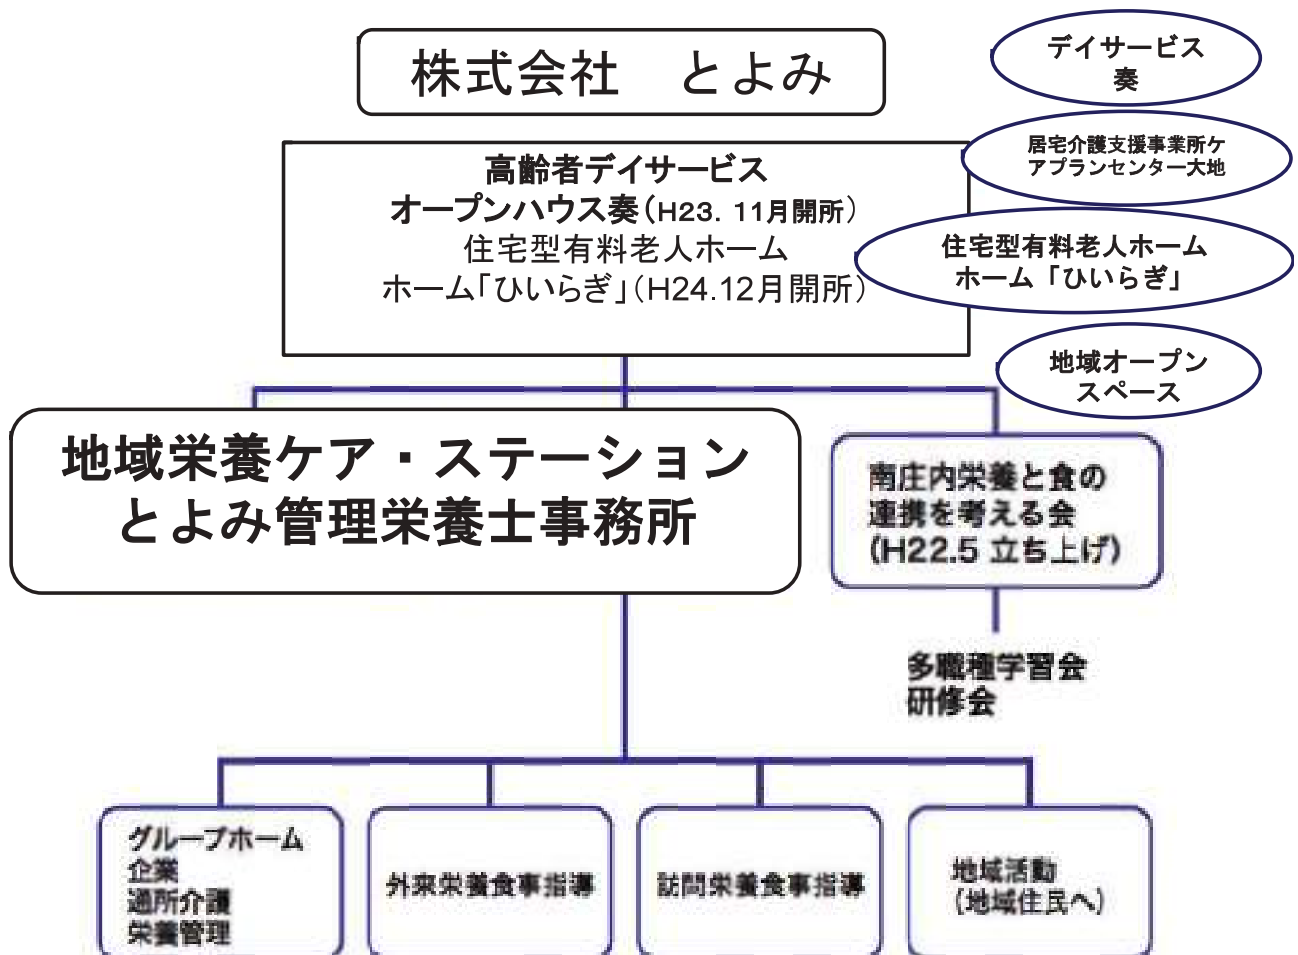 株式会社　とよみ
デイサービス
奏
居宅介護支援事業所ケ
アプランセンター大地
高齢者デイサービス
オープンハウス奏（H23．11月開所）
住宅型有料老人ホーム
ホーム「ひいらぎ」（H24.12月開所）
住宅型有料老人ホーム
ホーム「ひいらぎ」
地域オープン
スペース
地域栄養ケア・ステーション
とよみ管理栄養士事務所
南庄内栄養と食の
連携を考える会
(H22.5 立ち上げ)
多職種学習会
研修会
グループホーム
企業
通所介護
栄養管理
外来栄養食事指導
訪問栄養食事指導
地域活動
(地域住民へ)